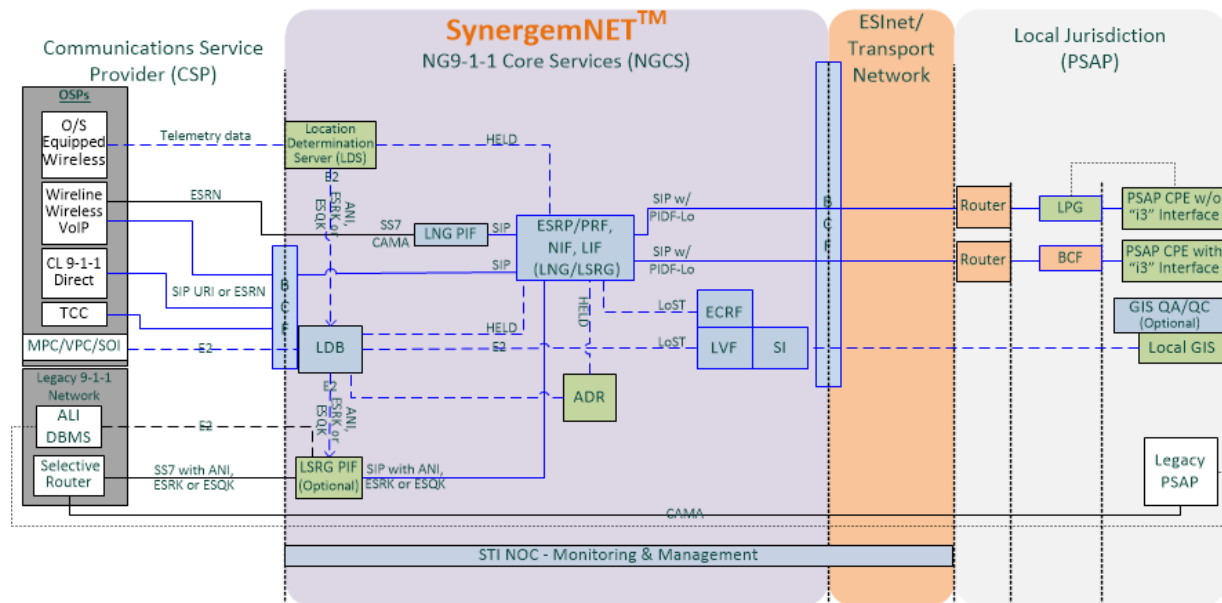 SynergemNET™
NG9-1-1 Core Services (NGCS)
Communications Service
Provider (CSP)
ESInet/
Transport
Network
Local Jurisdiction
(PSAP)
OSPs
O/S
Equipped
Wireless
Wireline
Wireless
VoIP
CL 9-1-1
Direct
TCC
MPC/VPC/SOI
Legacy 9-1-1
Network
ALI
DBMS
Selective
Router
Telemetry data
ESRN
SIP URI or ESRN
E2
E2
SS7 with ANI,
ESRK or ESQK
Location
Determination
Server (LDS)
E2
ANI,
ESRK or
ESQK
HELD
SS7
CAMA
LNG PIF
SIP
SIP
BCF
LDB
HELD
E2
E2
ANI,
ESRK or
ESQK
LSRG PIF
(Optional)
SIP with ANI,
ESRK or ESQK
ESRP/PRF,
NIF, LIF
(LNG/LSRG)
HELD
ADR
SIP w/
PIDF-Lo
SIP w/
PIDF-Lo
LoST
LoST
ECRF
LVF
SI
BCF
Router
Router
LPG
BCF
PSAP CPE w/o
“i3” Interface
PSAP CPE with
“i3” Interface
GIS QA/QC
(Optional)
Local GIS
Legacy
PSAP
CAMA
STI NOC - Monitoring & Management